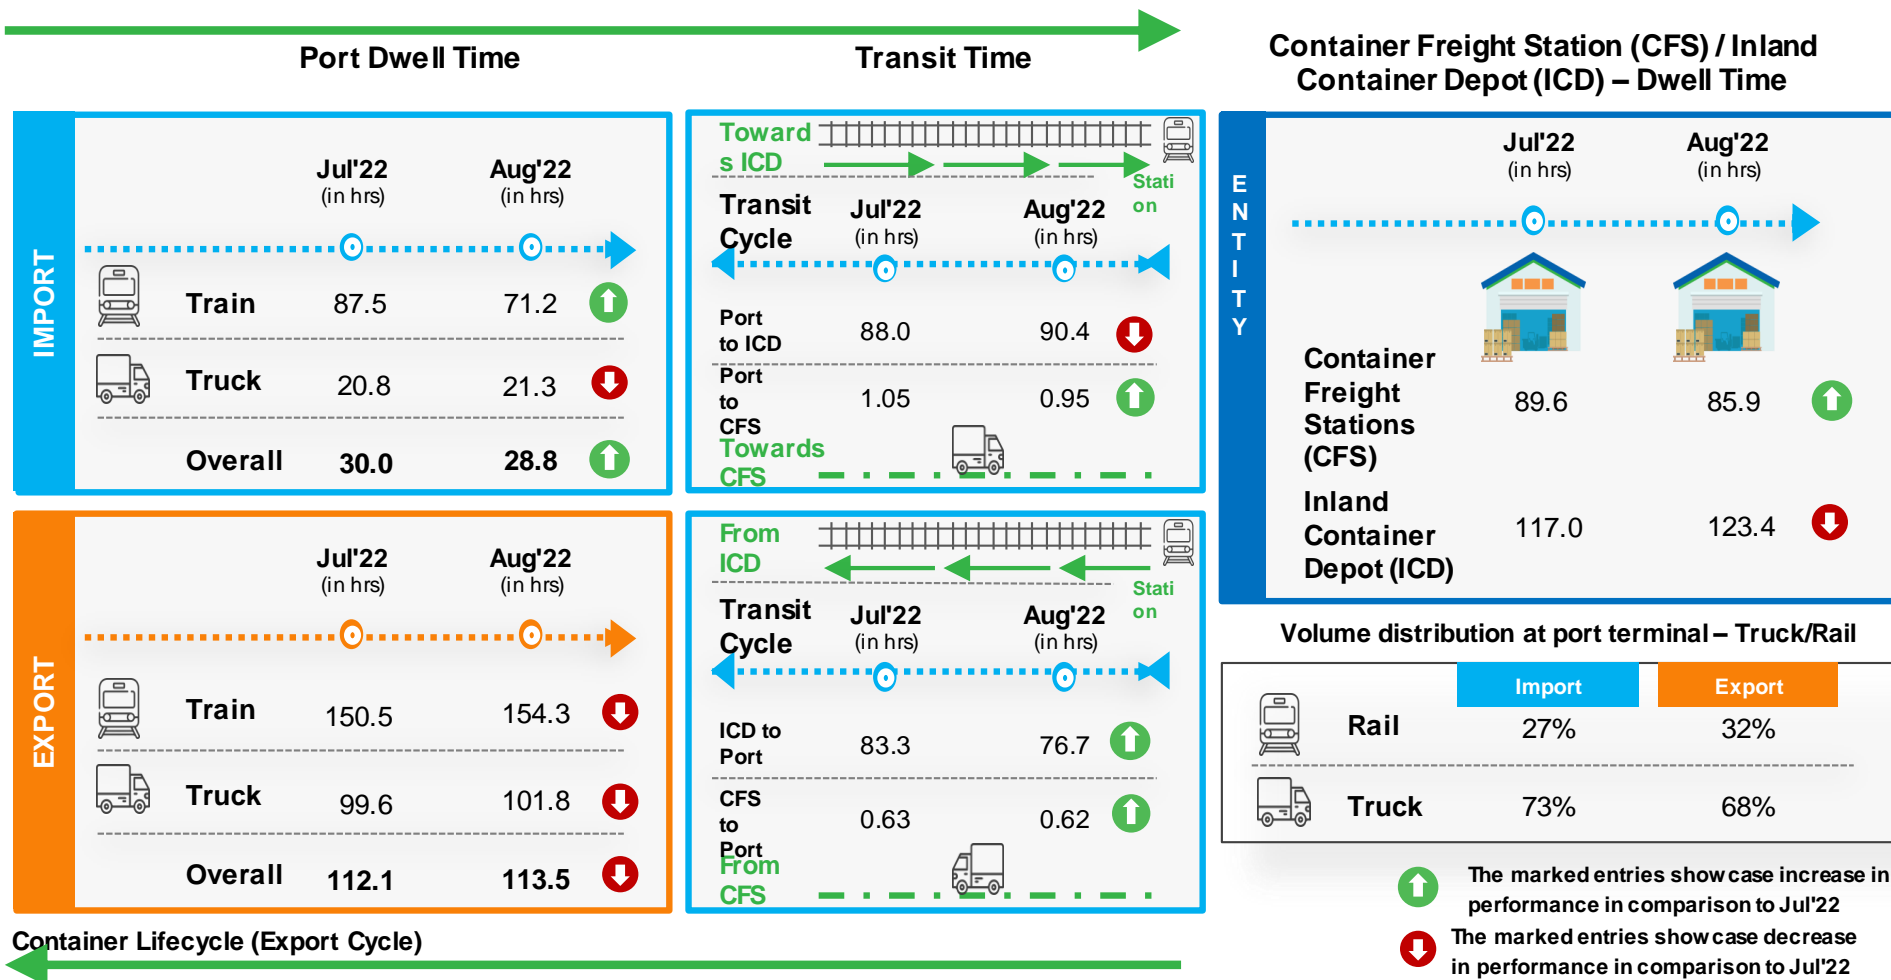 Port Dwell Time
Transit Time
Container Freight Station (CFS) / Inland
Container Depot (ICD) – Dwell Time
IMPORT
Jul'22
(in hrs)
Aug'22
(in hrs)
Train 87.5 71.2
Truck 20.8 21.3
Overall 30.0 28.8
Toward
s ICD
Stati
on
Transit
Cycle
Jul'22
(in hrs)
Aug'22
(in hrs)
Port
to ICD
88.0 90.4
Port
to
CFS
1.05 0.95
Towards
CFS
ENTITY
Jul'22
(in hrs)
Aug'22
(in hrs)
Container
Freight
Stations
(CFS)
89.6 85.9
Inland
Container
Depot (ICD)
117.0 123.4
EXPORT
Jul'22
(in hrs)
Aug'22
(in hrs)
Train 150.5 154.3
Truck 99.6 101.8
Overall 112.1 113.5
From
ICD
Stati
on
Transit
Cycle
Jul'22
(in hrs)
Aug'22
(in hrs)
ICD to
Port
83.3 76.7
CFS
to
Port
0.63 0.62
From
CFS
Volume distribution at port terminal – Truck/Rail
Import Export
Rail 27% 32%
Truck 73% 68%
The marked entries showcase increase in
performance in comparison to Jul'22
The marked entries showcase decrease
in performance in comparison to Jul'22
Container Lifecycle (Export Cycle)